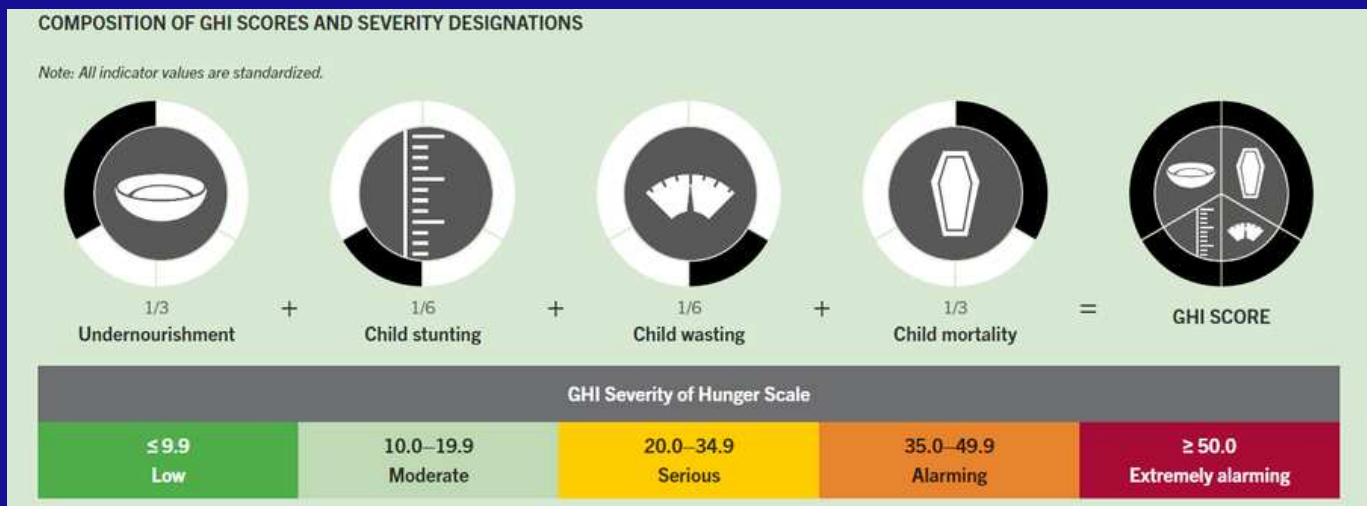 COMPOSITION OF GHI SCORES AND SEVERITY DESIGNATIONS
Note: All indicator values are standardized.
1/3 + 1/6 + 1/6 + 1/3 = GHI SCORE
Undernourishment Child stunting Child wasting Child mortality
GHI Severity of Hunger Scale
≤ 9.9 10.0–19.9 20.0–34.9 35.0–49.9 ≥ 50.0
Low Moderate Serious Alarming Extremely alarming